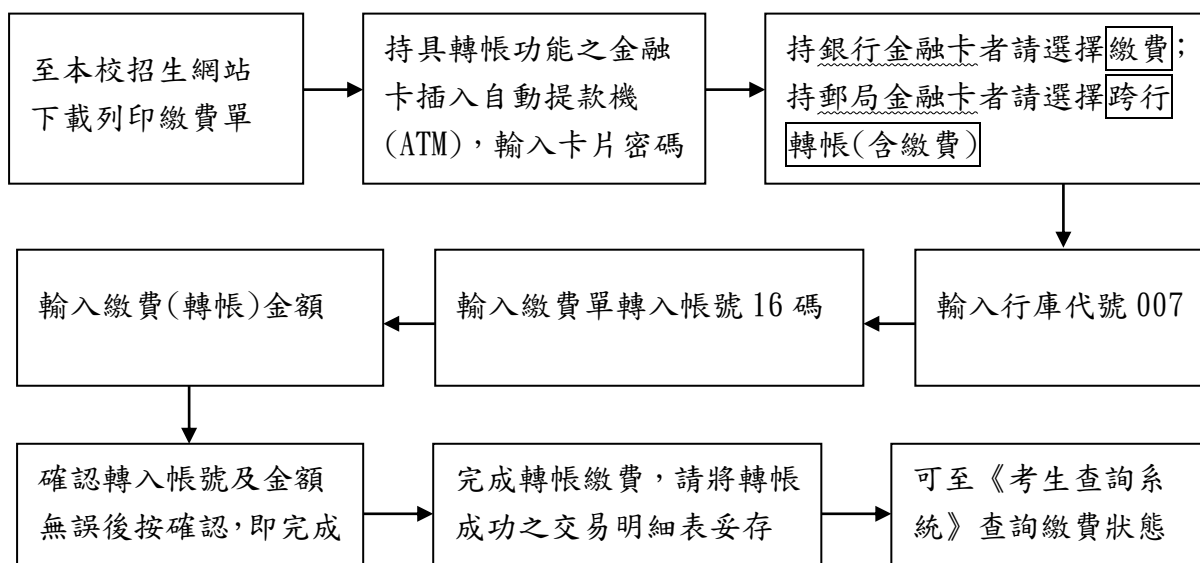 至本校招生網站
下載列印繳費單
持具轉帳功能之金融
卡插入自動提款機
(ATM)，輸入卡片密碼
持銀行金融卡者請選擇繳費；
持郵局金融卡者請選擇跨行
轉帳(含繳費)
輸入行庫代號 007
輸入繳費單轉入帳號 16 碼
輸入繳費(轉帳)金額
確認轉入帳號及金額
無誤後按確認，即完成
完成轉帳繳費，請將轉帳
成功之交易明細表妥存
可至《考生查詢系
統》查詢繳費狀態